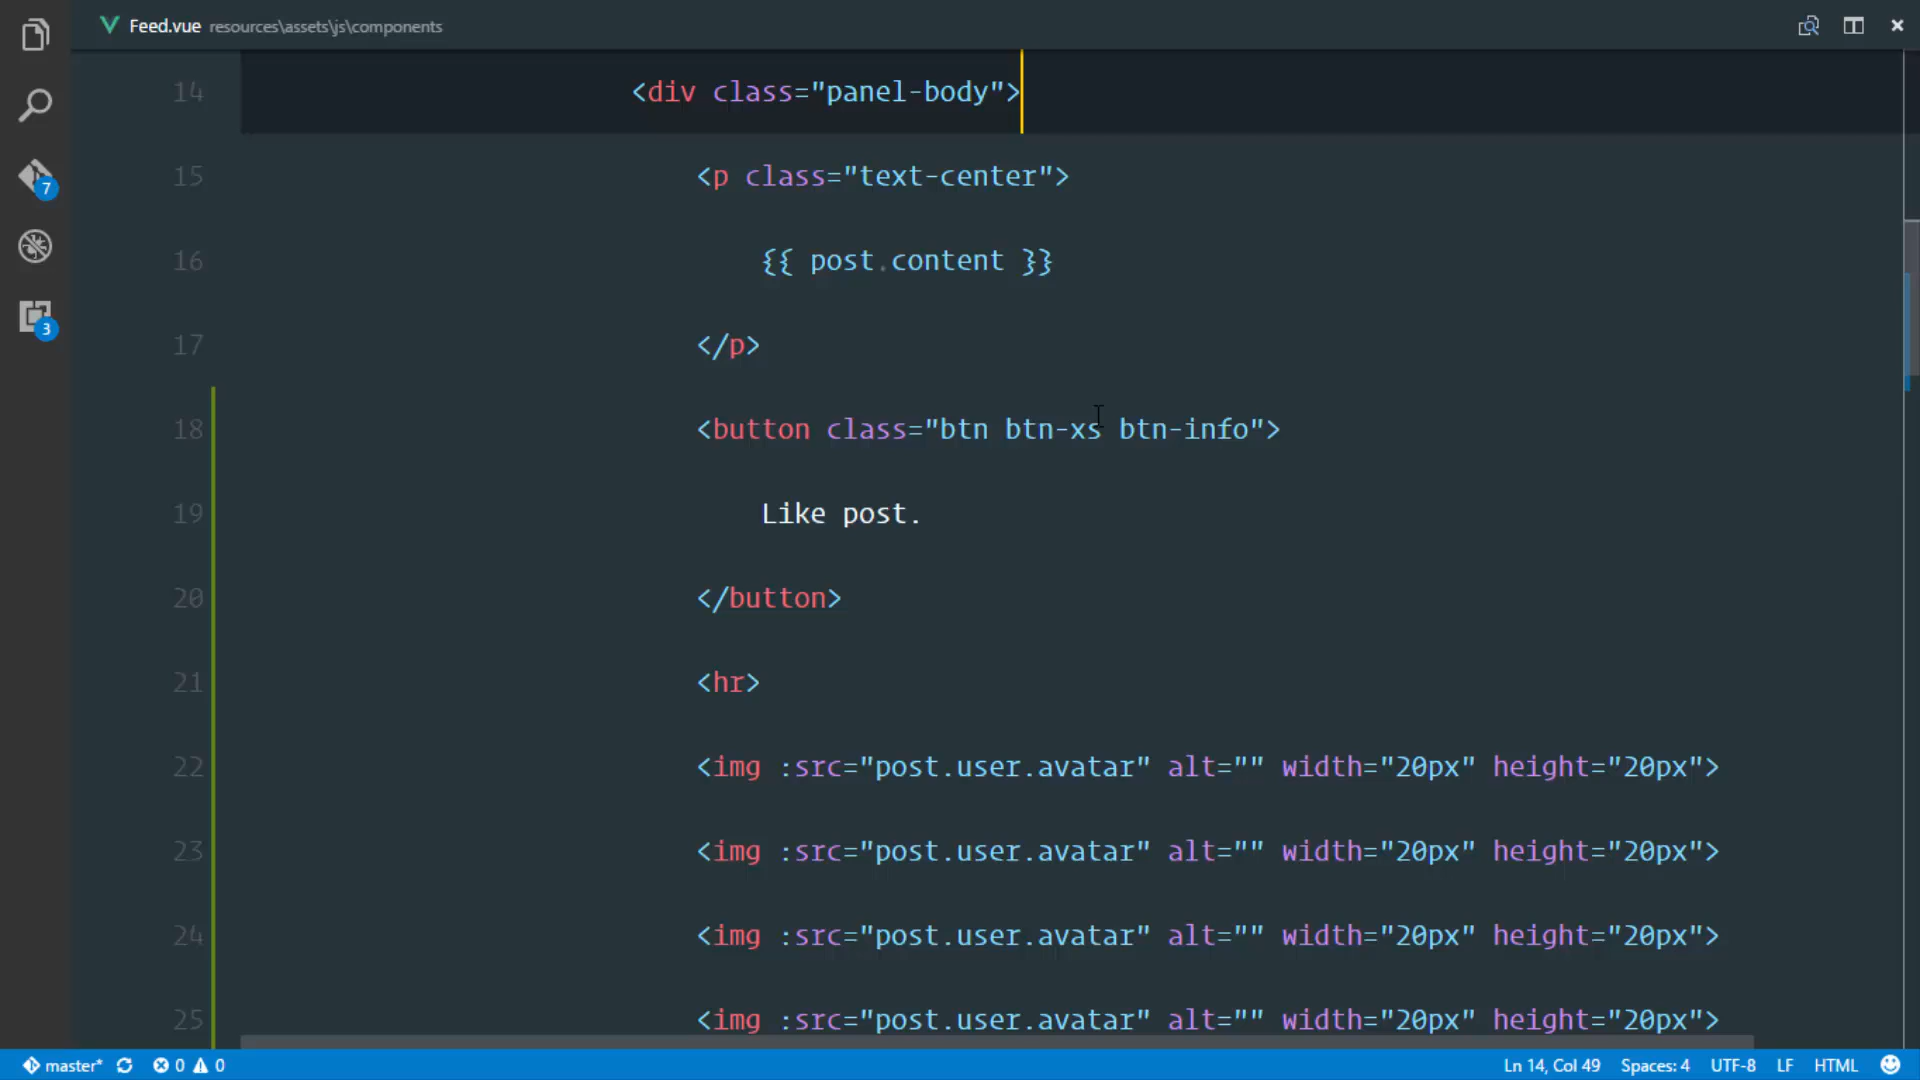 Feed.vue resources\assets\js\components
14 <div class="panel-body">
15 <p class="text-center">
16 {{ post.content }}
17 </p>
18 <button class="btn btn-xs btn-info">
19 Like post.
20 </button>
21 <hr>
22 <img :src="post.user.avatar" alt="" width="20px" height="20px">
23 <img :src="post.user.avatar" alt="" width="20px" height="20px">
24 <img :src="post.user.avatar" alt="" width="20px" height="20px">
25 <img :src="post.user.avatar" alt="" width="20px" height="20px">
7
3
master* 0 0 Ln 14, Col 49 Spaces: 4 UTF-8 LF HTML